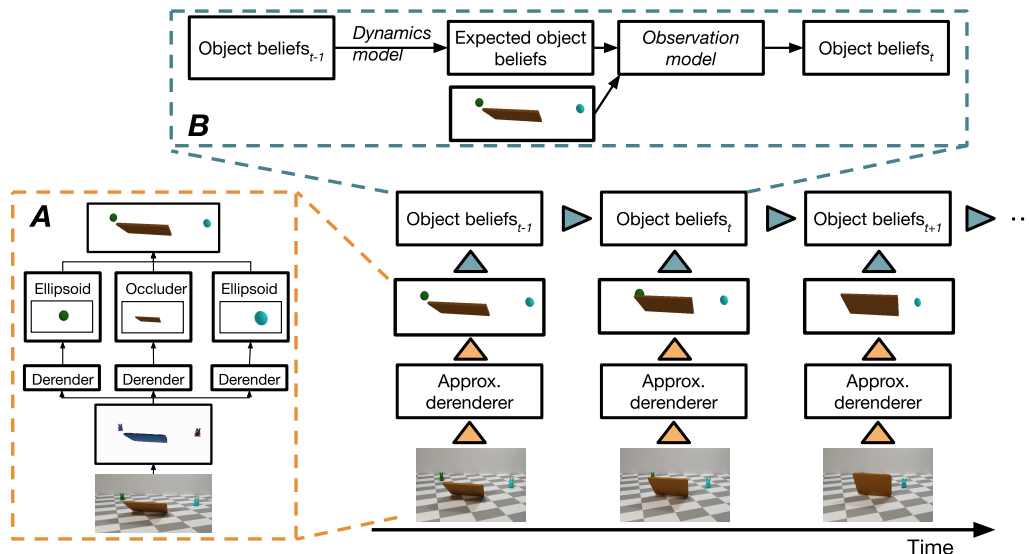 Object beliefs_t-1
Dynamics
model
Expected object
beliefs
Observation
model
Object beliefs_t
B
A
Ellipsoid
Occluder
Ellipsoid
Derender
Derender
Derender
Object beliefs_t-1
Object beliefs_t
Object beliefs_t+1
..
Approx.
derenderer
Approx.
derenderer
Approx.
derenderer
Time